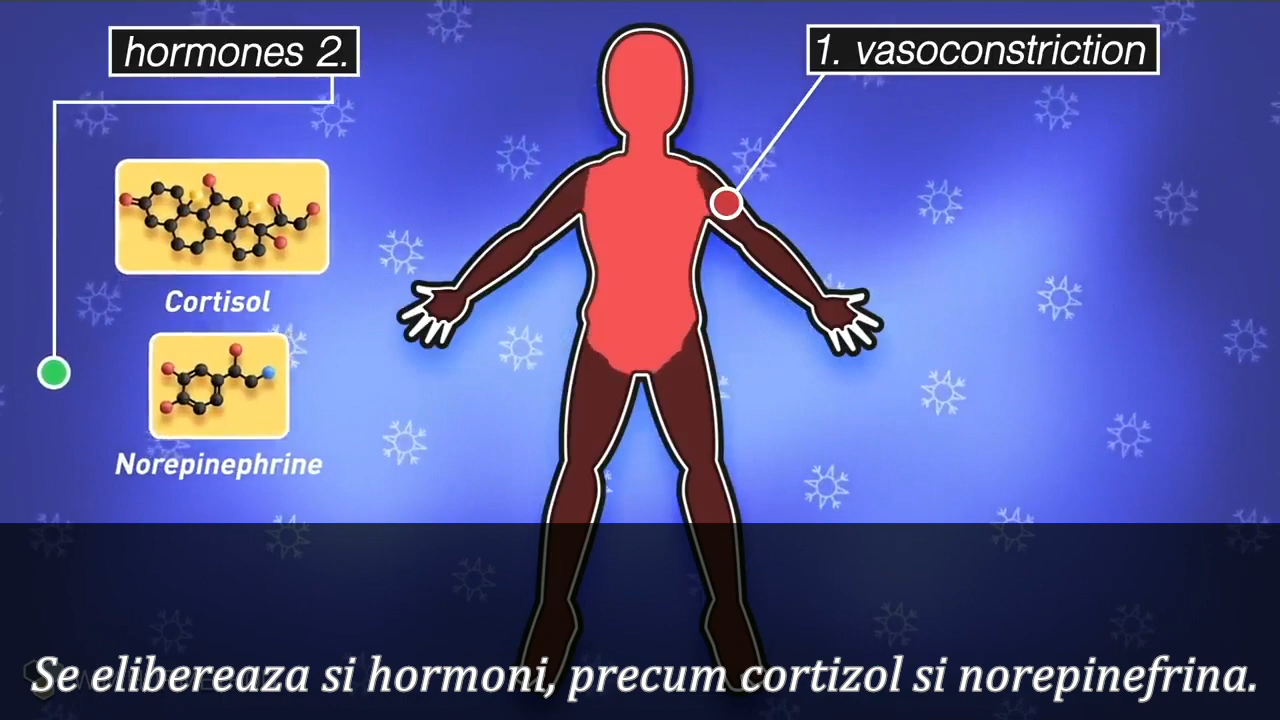 hormones 2.
1. vasoconstriction
Cortisol
Norepinephrine
Se elibereaza si hormoni, precum cortizol si norepinefrina.